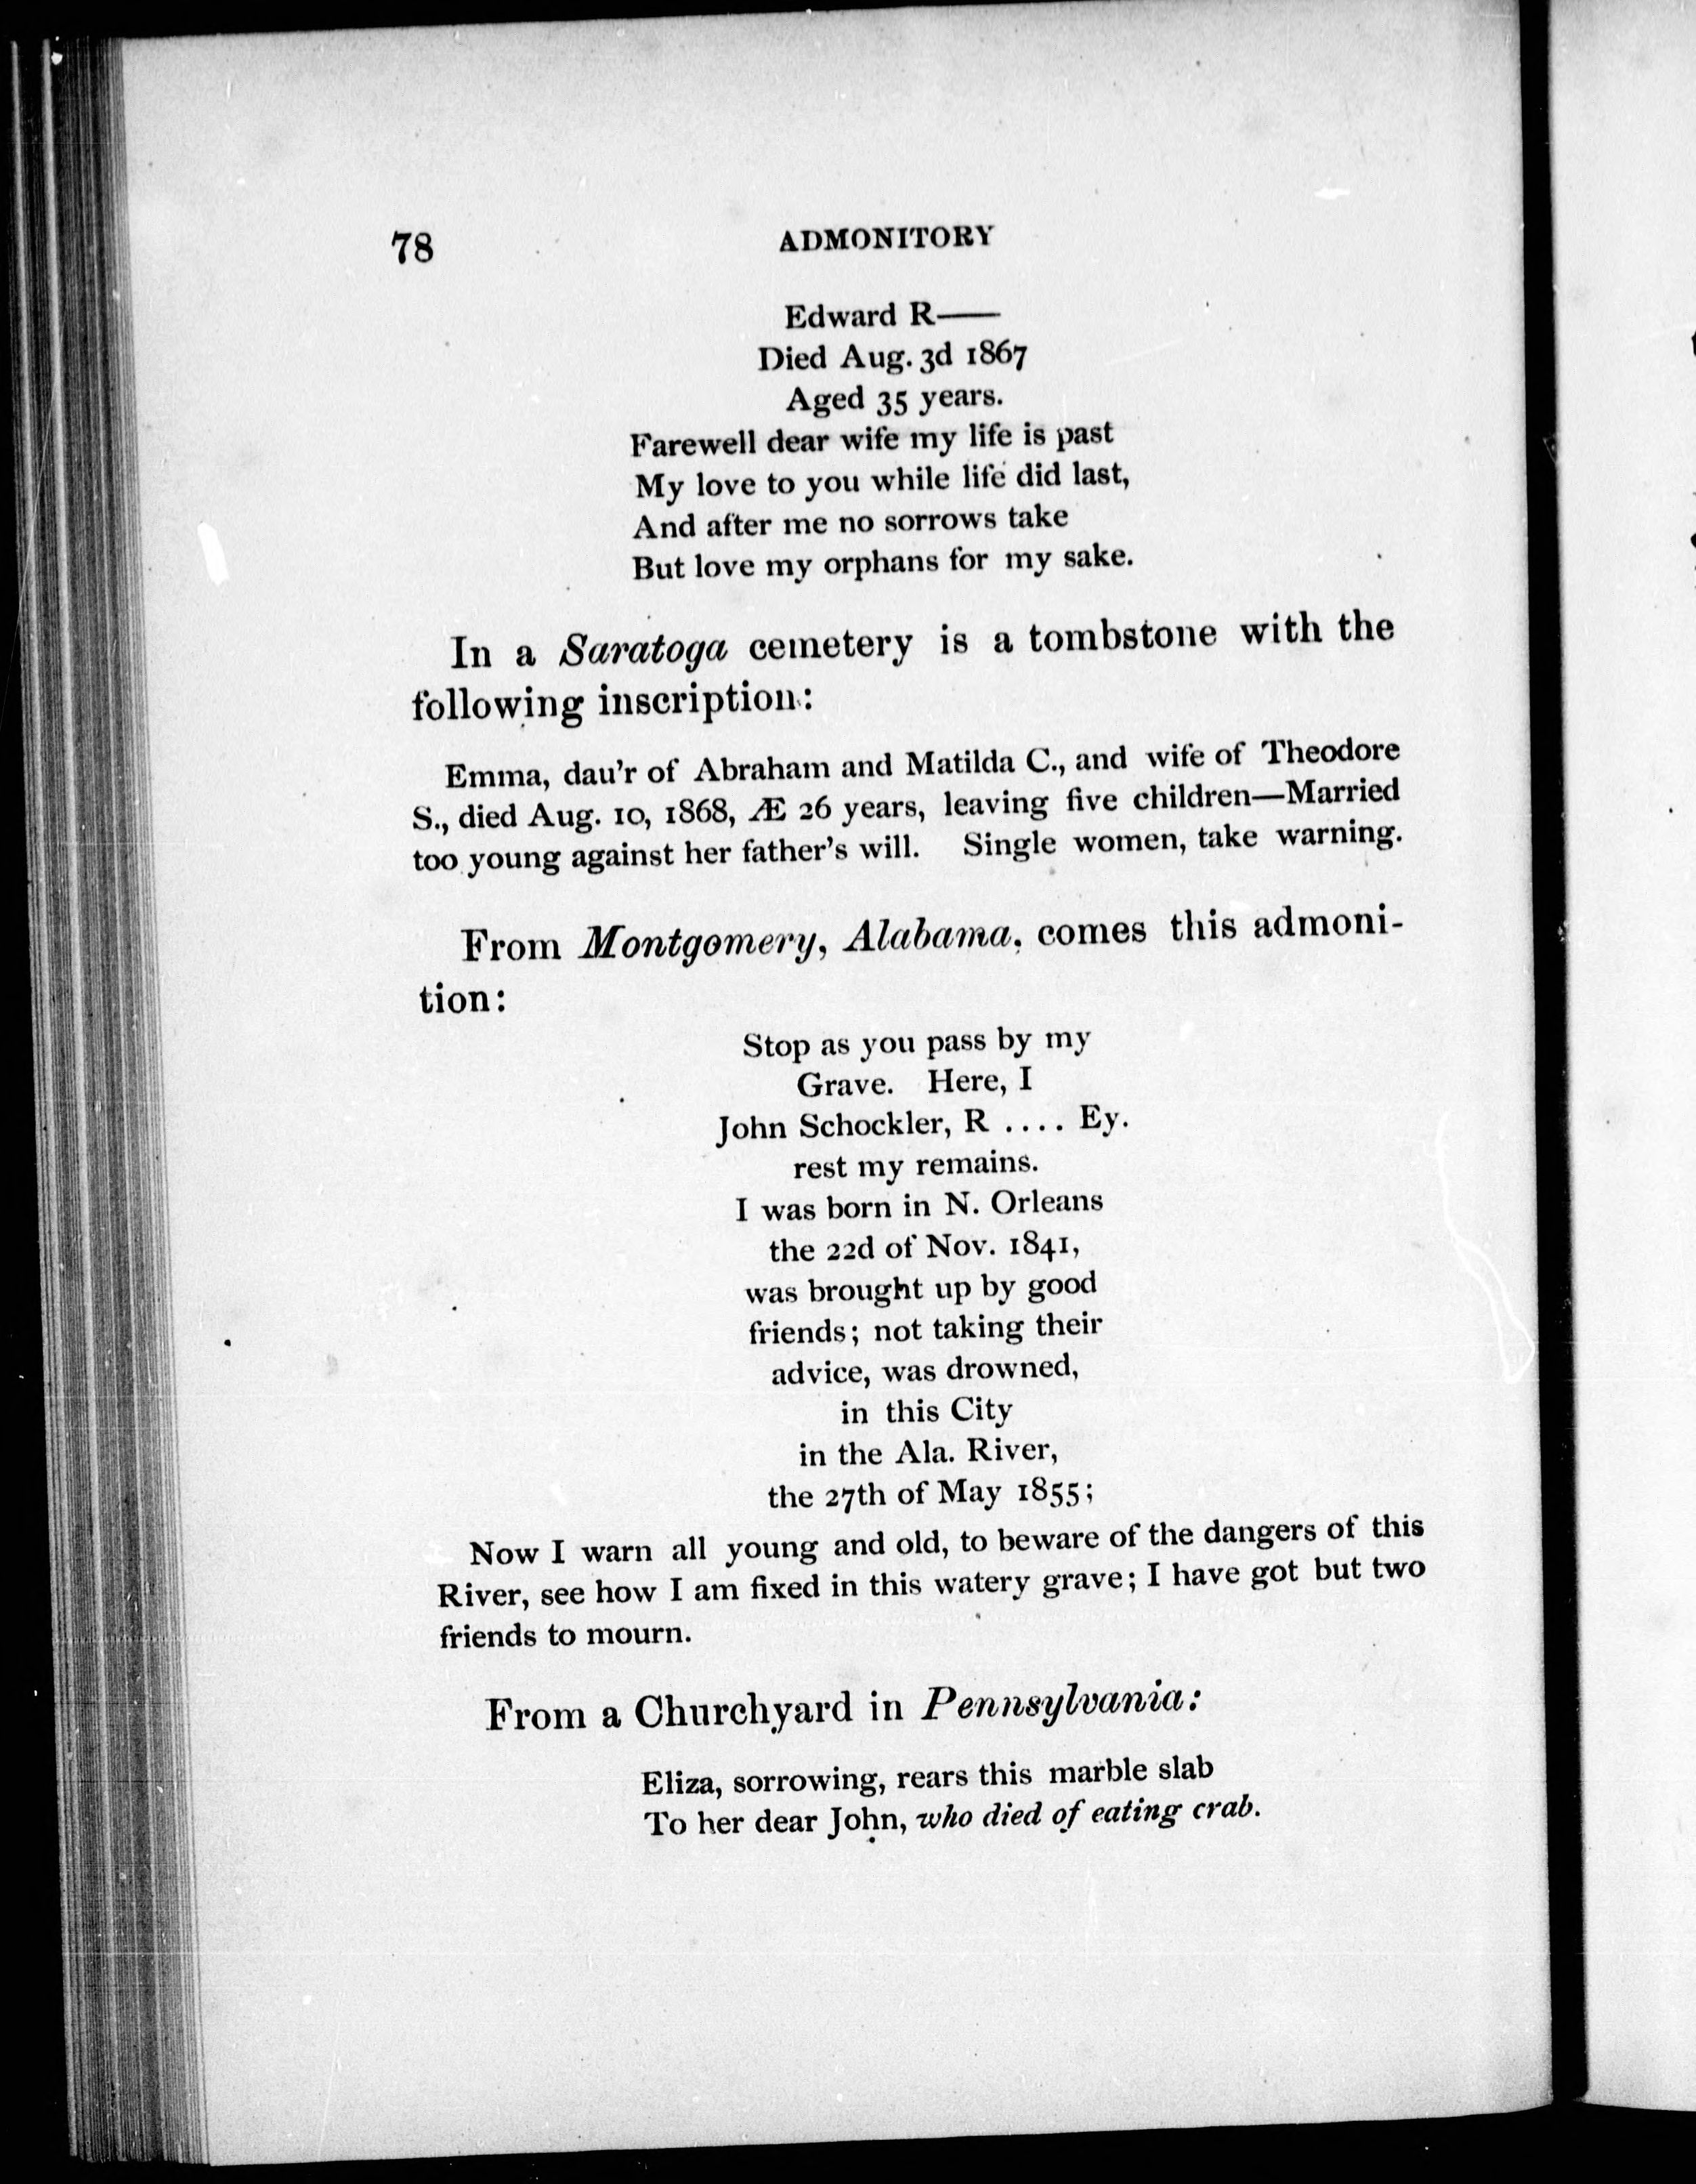 78 ADMONITORY
Edward R——
Died Aug. 3d 1867
Aged 35 years.
Farewell dear wife my life is past
My love to you while life did last,
And after me no sorrows take
But love my orphans for my sake.
In a Saratoga cemetery is a tombstone with the
following inscription:
Emma, dau'r of Abraham and Matilda C., and wife of Theodore
S., died Aug. 10, 1868, Æ 26 years, leaving five children—Married
too young against her father's will. Single women, take warning.
From Montgomery, Alabama, comes this admoni-
tion:
Stop as you pass by my
Grave. Here, I
John Schockler, R .... Ey.
rest my remains.
I was born in N. Orleans
the 22d of Nov. 1841,
was brought up by good
friends; not taking their
advice, was drowned,
in this City
in the Ala. River,
the 27th of May 1855;
Now I warn all young and old, to beware of the dangers of this
River, see how I am fixed in this watery grave; I have got but two
friends to mourn.
From a Churchyard in Pennsylvania:
Eliza, sorrowing, rears this marble slab
To her dear John, who died of eating crab.